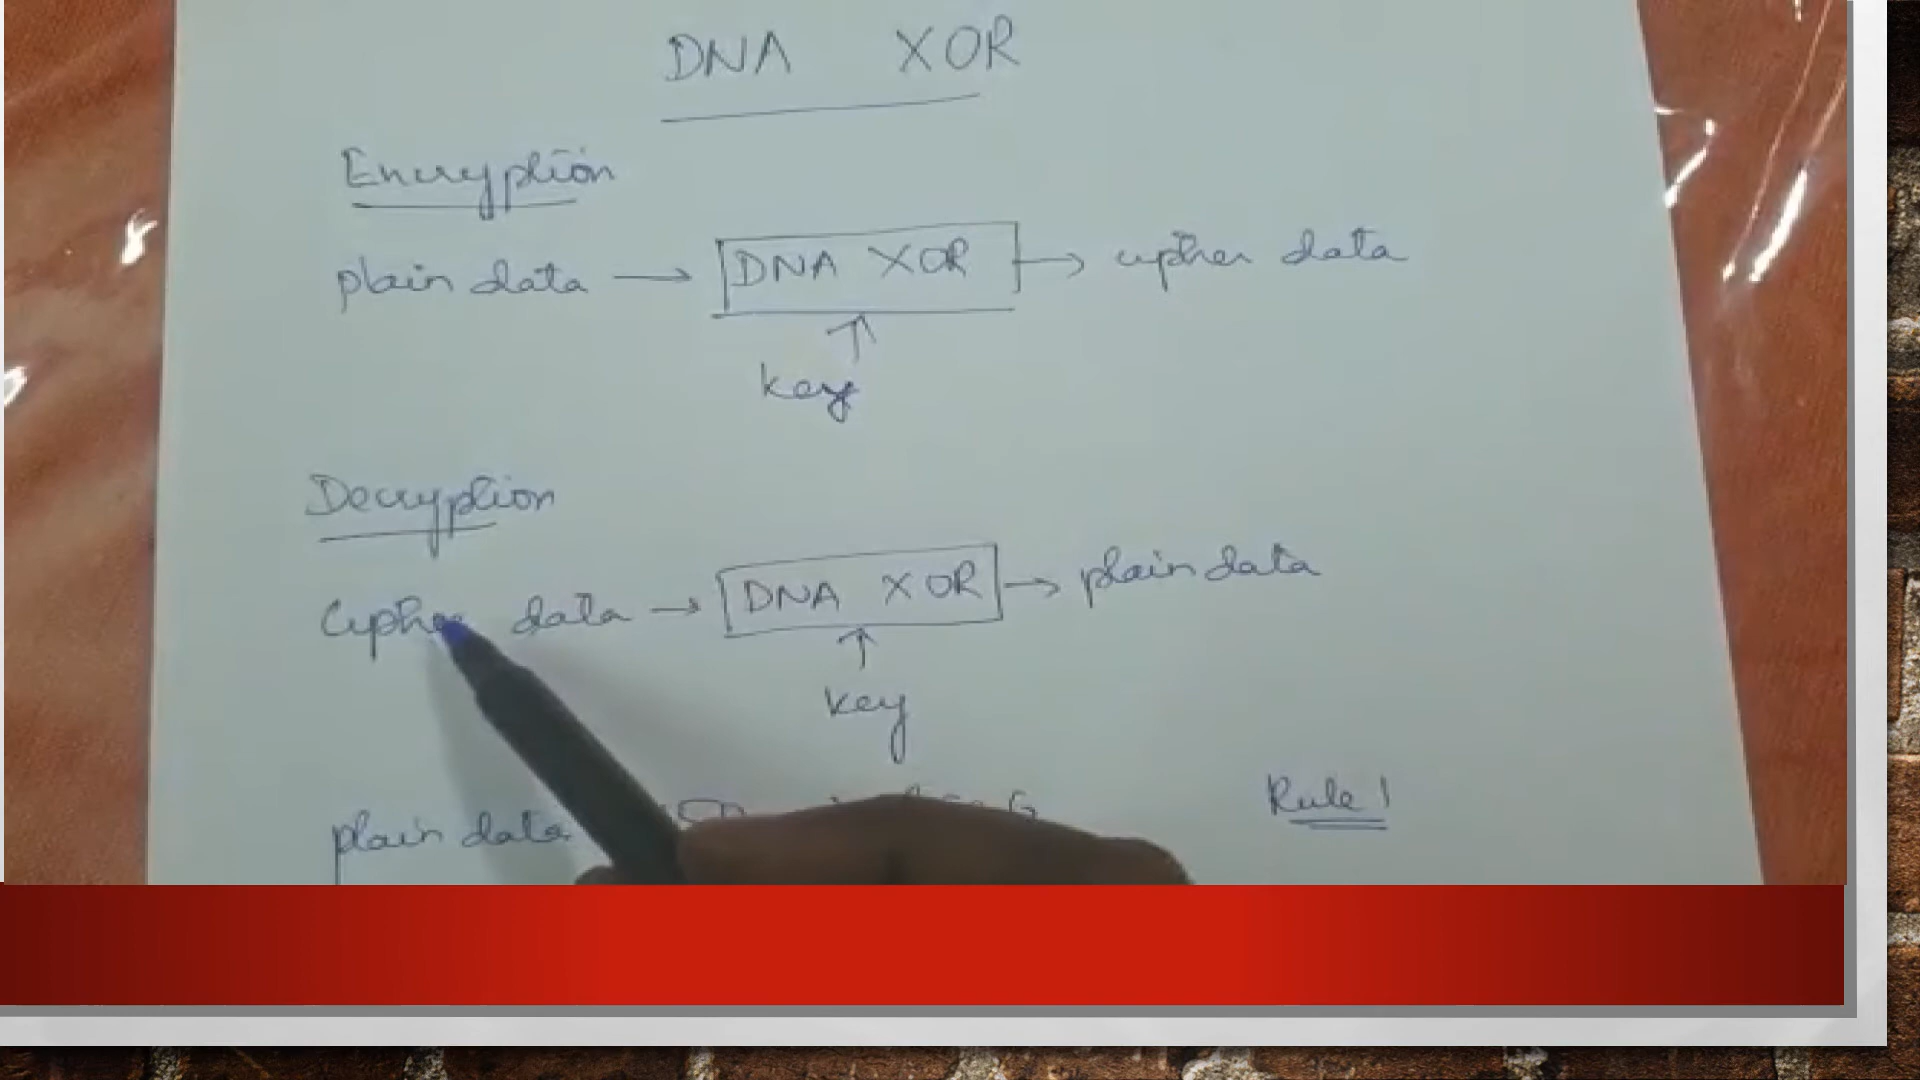 DNA XOR
Encryption
plain data → DNA XOR → cipher data
key
Decryption
Cipher data → DNA XOR → plain data
key
plain data
Rule 1